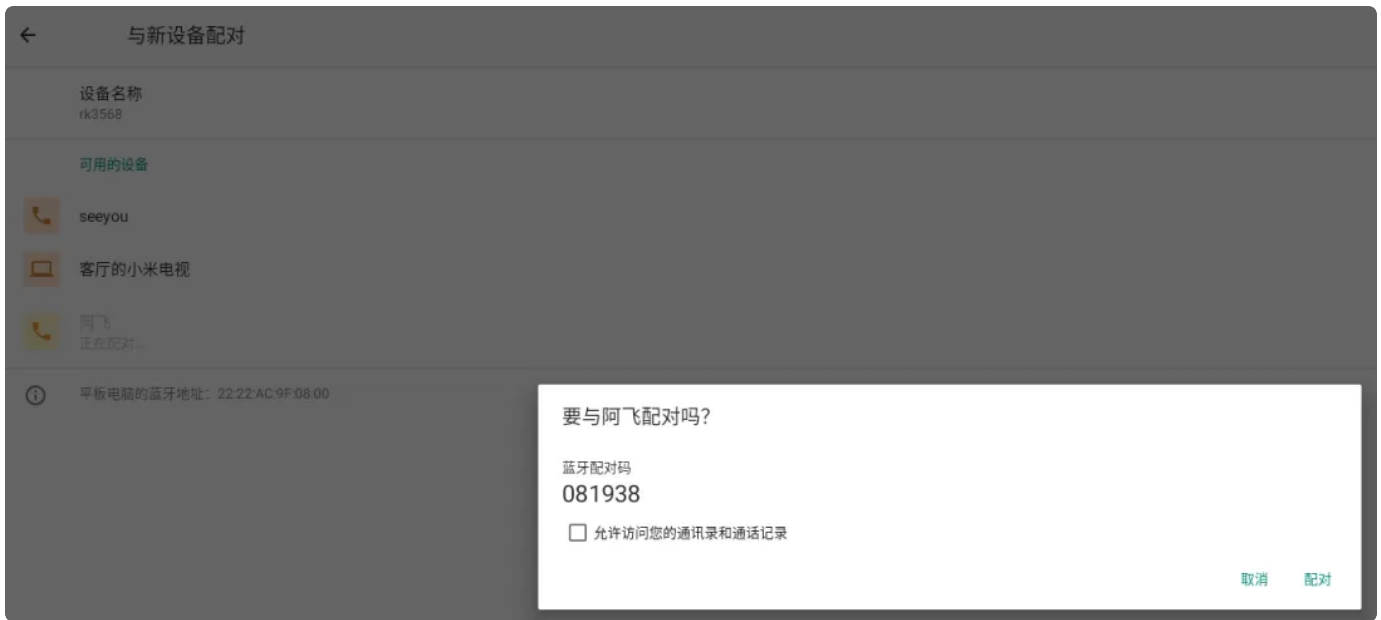 与新设备配对
设备名称
rk3568
可用的设备
seeyou
客厅的小米电视
阿飞
正在配对...
平板电脑的蓝牙地址：22:22:AC:9F:08:00
要与阿飞配对吗？
蓝牙配对码
081938
允许访问您的通讯录和通话记录
取消 配对